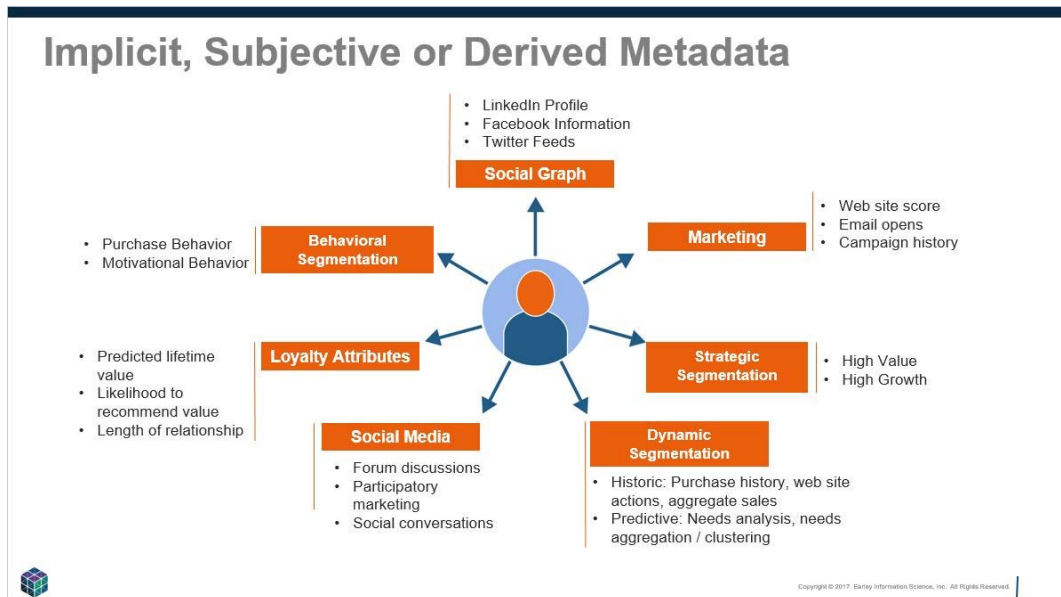 Implicit, Subjective or Derived Metadata
• LinkedIn Profile
• Facebook Information
• Twitter Feeds
Social Graph
Marketing
• Web site score
• Email opens
• Campaign history
• Purchase Behavior
• Motivational Behavior
Behavioral
Segmentation
• Predicted lifetime
value
• Likelihood to
recommend value
• Length of relationship
Loyalty Attributes
Strategic
Segmentation
• High Value
• High Growth
Social Media
• Forum discussions
• Participatory
marketing
• Social conversations
Dynamic
Segmentation
• Historic: Purchase history, web site
actions, aggregate sales
• Predictive: Needs analysis, needs
aggregation / clustering
Copyright © 2017 Earley Information Science, Inc. All Rights Reserved.